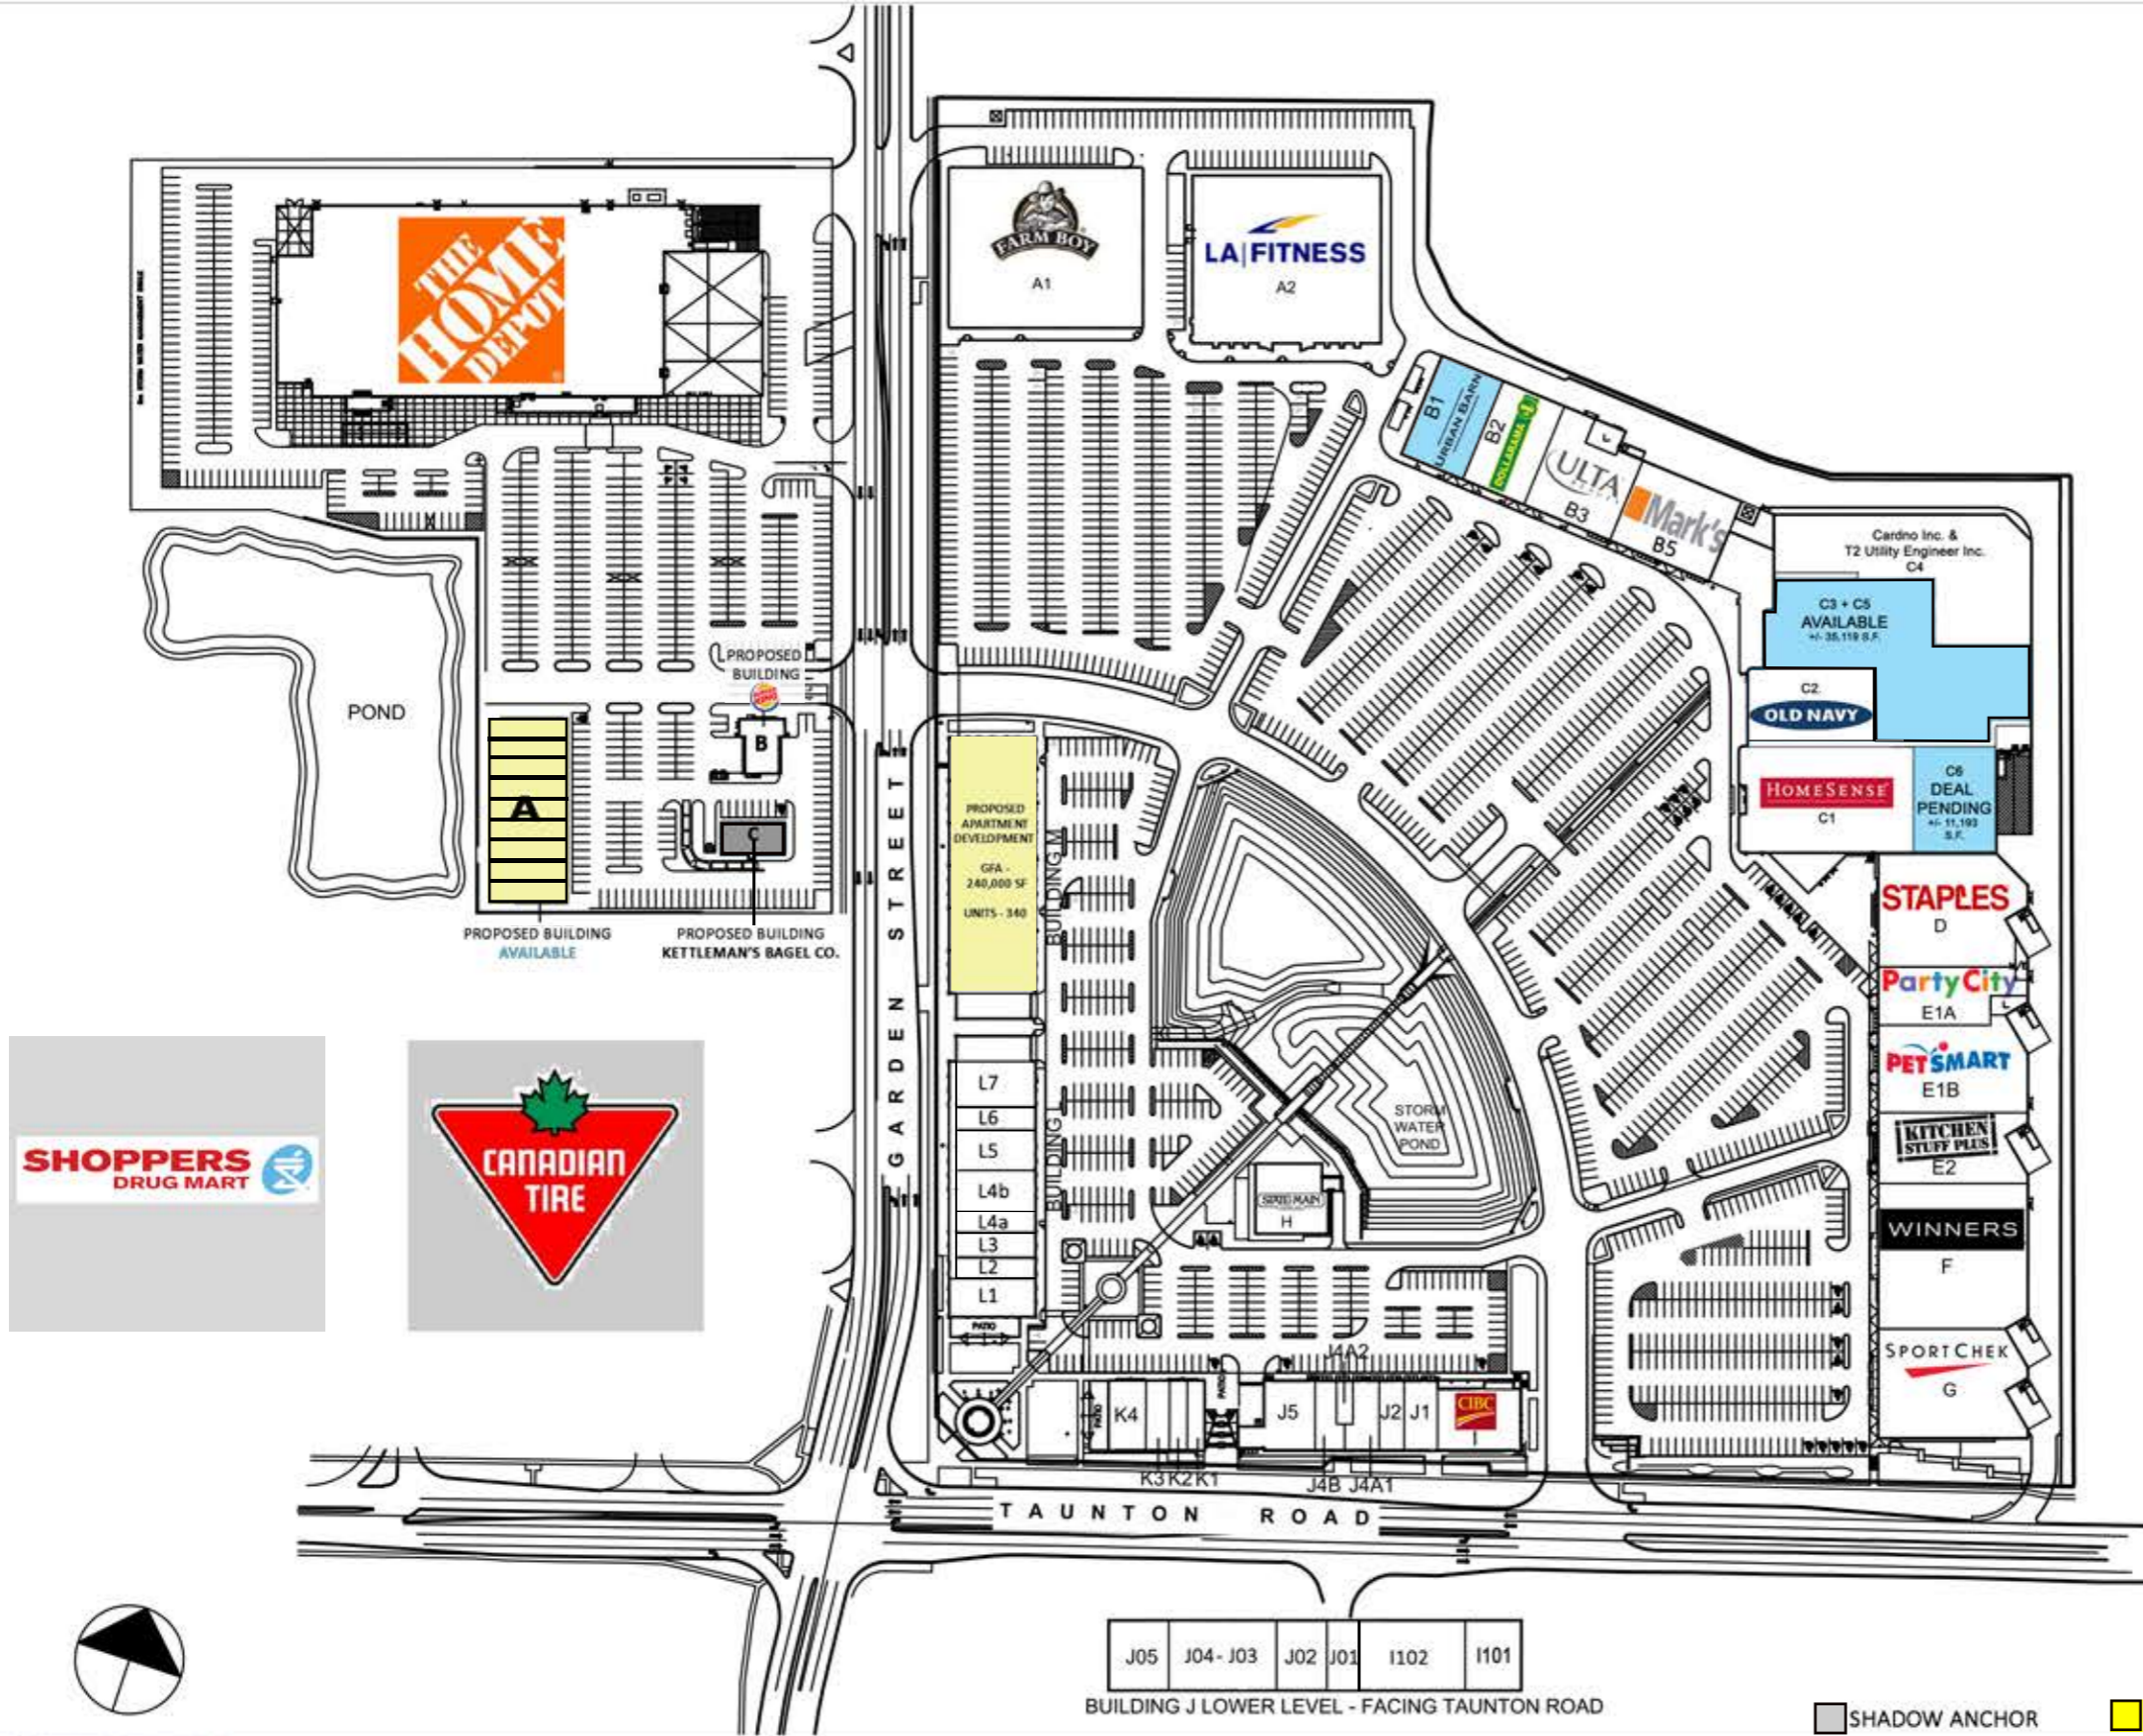 THE
HOME
DEPOT
FARM BOY
A1
LA|FITNESS
A2
B1
URBAN BARN
B2
DOLLARAMA
ULTA
B3
Mark's
B5
Cardno Inc. &
T2 Utility Engineer Inc.
C4
C3 + C5
AVAILABLE
+/- 35,119 S.F.
C2
OLD NAVY
HOMESENSE
C1
C6
DEAL
PENDING
+/- 11,193
S.F.
STAPLES
D
Party City
E1A
PETSMART
E1B
KITCHEN
STUFF PLUS
E2
WINNERS
F
SPORT CHEK
G
POND
PROPOSED
BUILDING
BURGER
KING
B
A
C
PROPOSED BUILDING
AVAILABLE
PROPOSED BUILDING
KETTLEMAN'S BAGEL CO.
PROPOSED
APARTMENT
DEVELOPMENT
GFA -
240,000 SF
UNITS - 340
BUILDING M
GARDEN STREET
SHOPPERS
DRUG MART
CANADIAN
TIRE
L7
L6
L5
L4b
L4a
L3
L2
L1
PATIO
BUILDING L
STORM
WATER
POND
STATE & MAIN
H
K4
PATIO
PATIO
K3 K2 K1
J5
J4A2
J2
J1
CIBC
I
J4B
J4A1
TAUNTON ROAD
J05
J04- J03
J02
J01
I102
I101
BUILDING J LOWER LEVEL - FACING TAUNTON ROAD
SHADOW ANCHOR